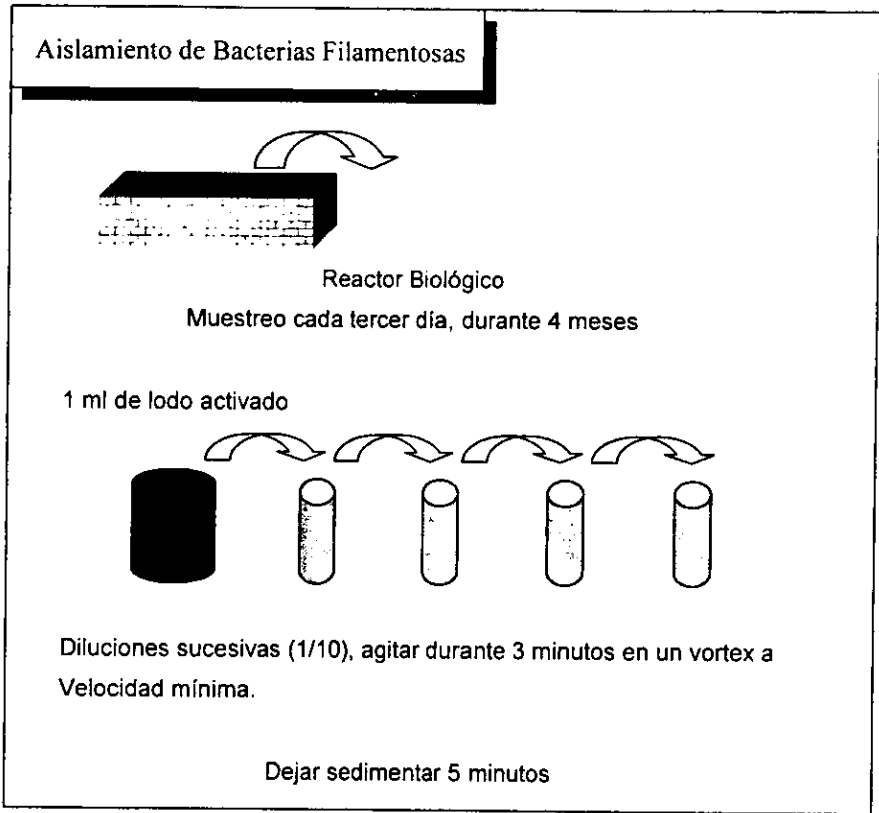 Aislamiento de Bacterias Filamentosas
Reactor Biológico
Muestreo cada tercer día, durante 4 meses
1 ml de lodo activado
Diluciones sucesivas (1/10), agitar durante 3 minutos en un vortex a
Velocidad mínima.
Dejar sedimentar 5 minutos